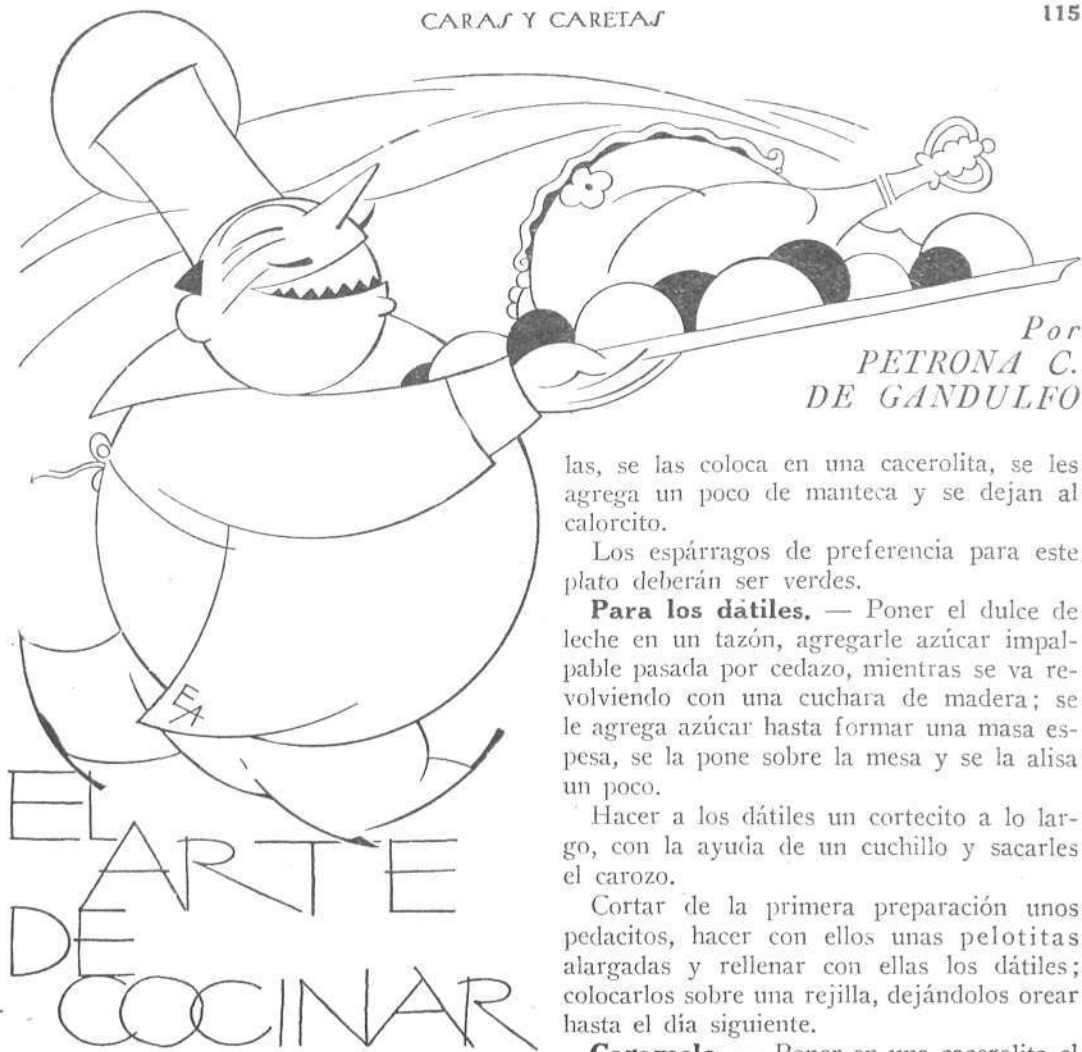 CARAS Y CARETAS
115
Por
PETRONA C.
DE GANDULFO
EA
EL
ARTE
DE
COCINAR
las, se las coloca en una cacerolita, se les
agrega un poco de manteca y se dejan al
calorcito.
Los espárragos de preferencia para este
plato deberán ser verdes.
Para los dátiles. — Poner el dulce de
leche en un tazón, agregarle azúcar impal-
pable pasada por cedazo, mientras se va re-
volviendo con una cuchara de madera; se
le agrega azúcar hasta formar una masa es-
pesa, se la pone sobre la mesa y se la alisa
un poco.
Hacer a los dátiles un cortecito a lo lar-
go, con la ayuda de un cuchillo y sacarles
el carozo.
Cortar de la primera preparación unos
pedacitos, hacer con ellos unas pelotitas
alargadas y rellenar con ellas los dátiles;
colocarlos sobre una rejilla, dejándolos orear
hasta el día siguiente.
Caramelo. — Poner en una cacerolita el